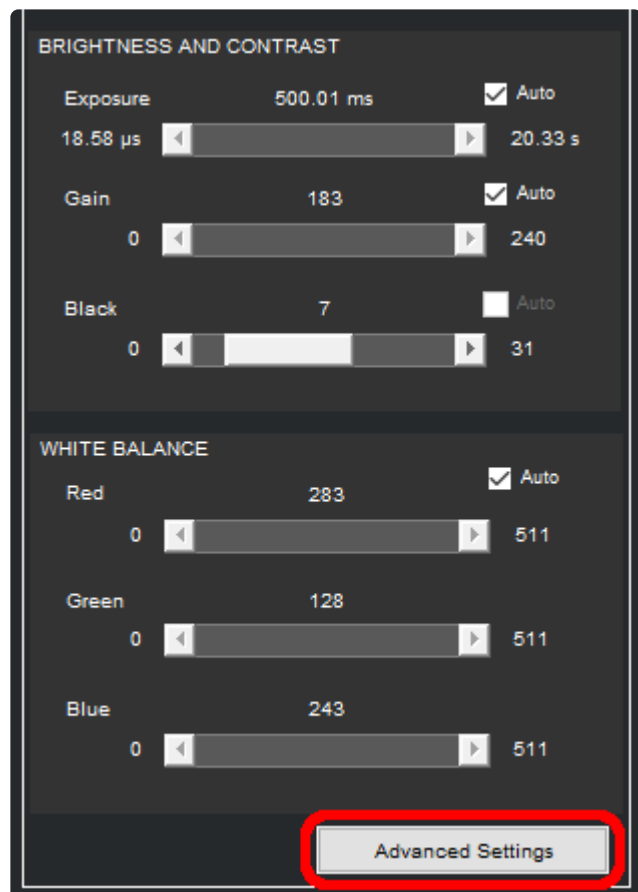 BRIGHTNESS AND CONTRAST
Exposure 500.01 ms Auto
18.58 µs 20.33 s
Gain 183 Auto
0 240
Black 7 Auto
0 31
WHITE BALANCE
Auto
Red 283
0 511
Green 128
0 511
Blue 243
0 511
Advanced Settings